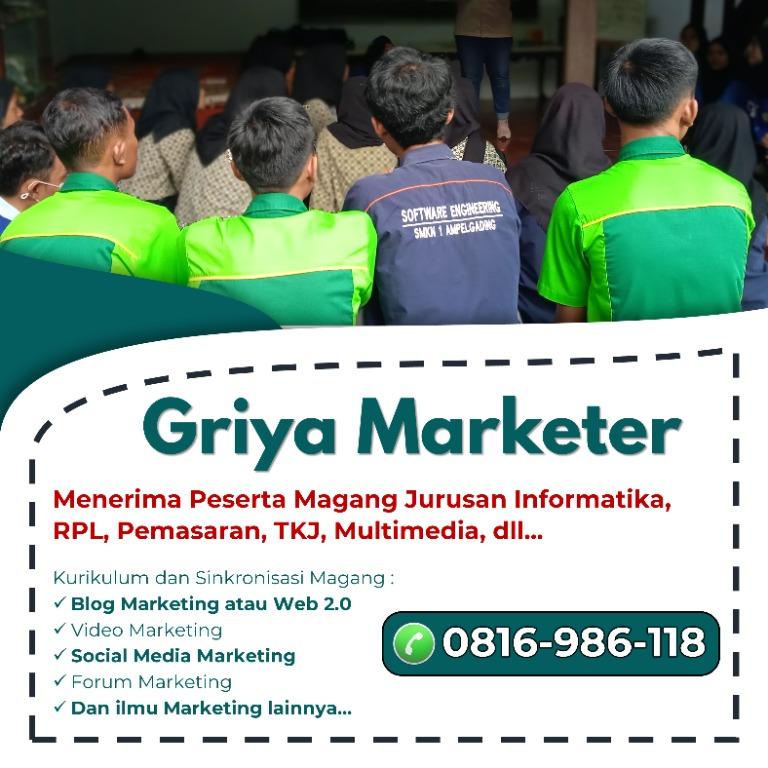 SOFTWARE ENGINEERING
SMKN 1 AMPELGADING
Griya Marketer
Menerima Peserta Magang Jurusan Informatika,
RPL, Pemasaran, TKJ, Multimedia, dll...
Kurikulum dan Sinkronisasi Magang :
✓ Blog Marketing atau Web 2.0
✓ Video Marketing
✓ Social Media Marketing
✓ Forum Marketing
✓ Dan ilmu Marketing lainnya...
0816-986-118